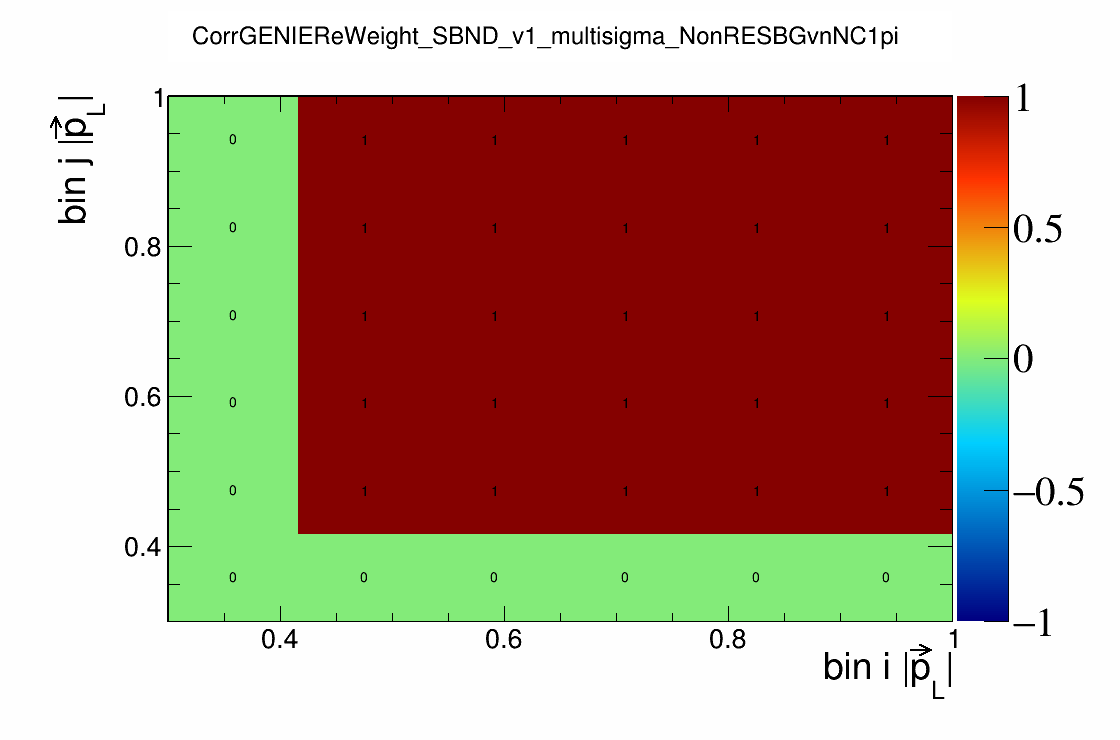 CorrGENIEReWeight_SBND_v1_multisigma_NonRESBGvnNC1pi
bin j |p⃗_L|
1
0.8
0.6
0.4
0 1 1 1 1 1
0 1 1 1 1 1
0 1 1 1 1 1
0 1 1 1 1 1
0 1 1 1 1 1
0 0 0 0 0 0
0.4 0.6 0.8 1
bin i |p⃗_L|
1
0.5
0
−0.5
−1